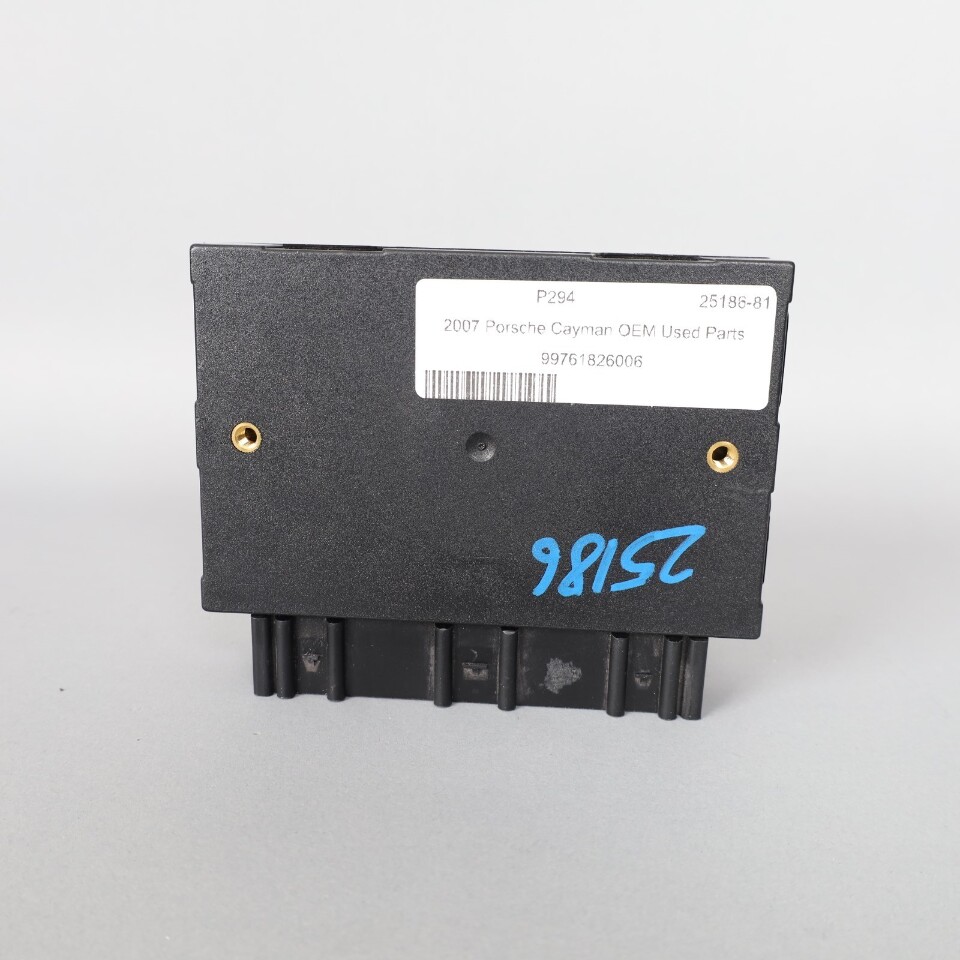 P294 25186-81
2007 Porsche Cayman OEM Used Parts
99761826006
25186